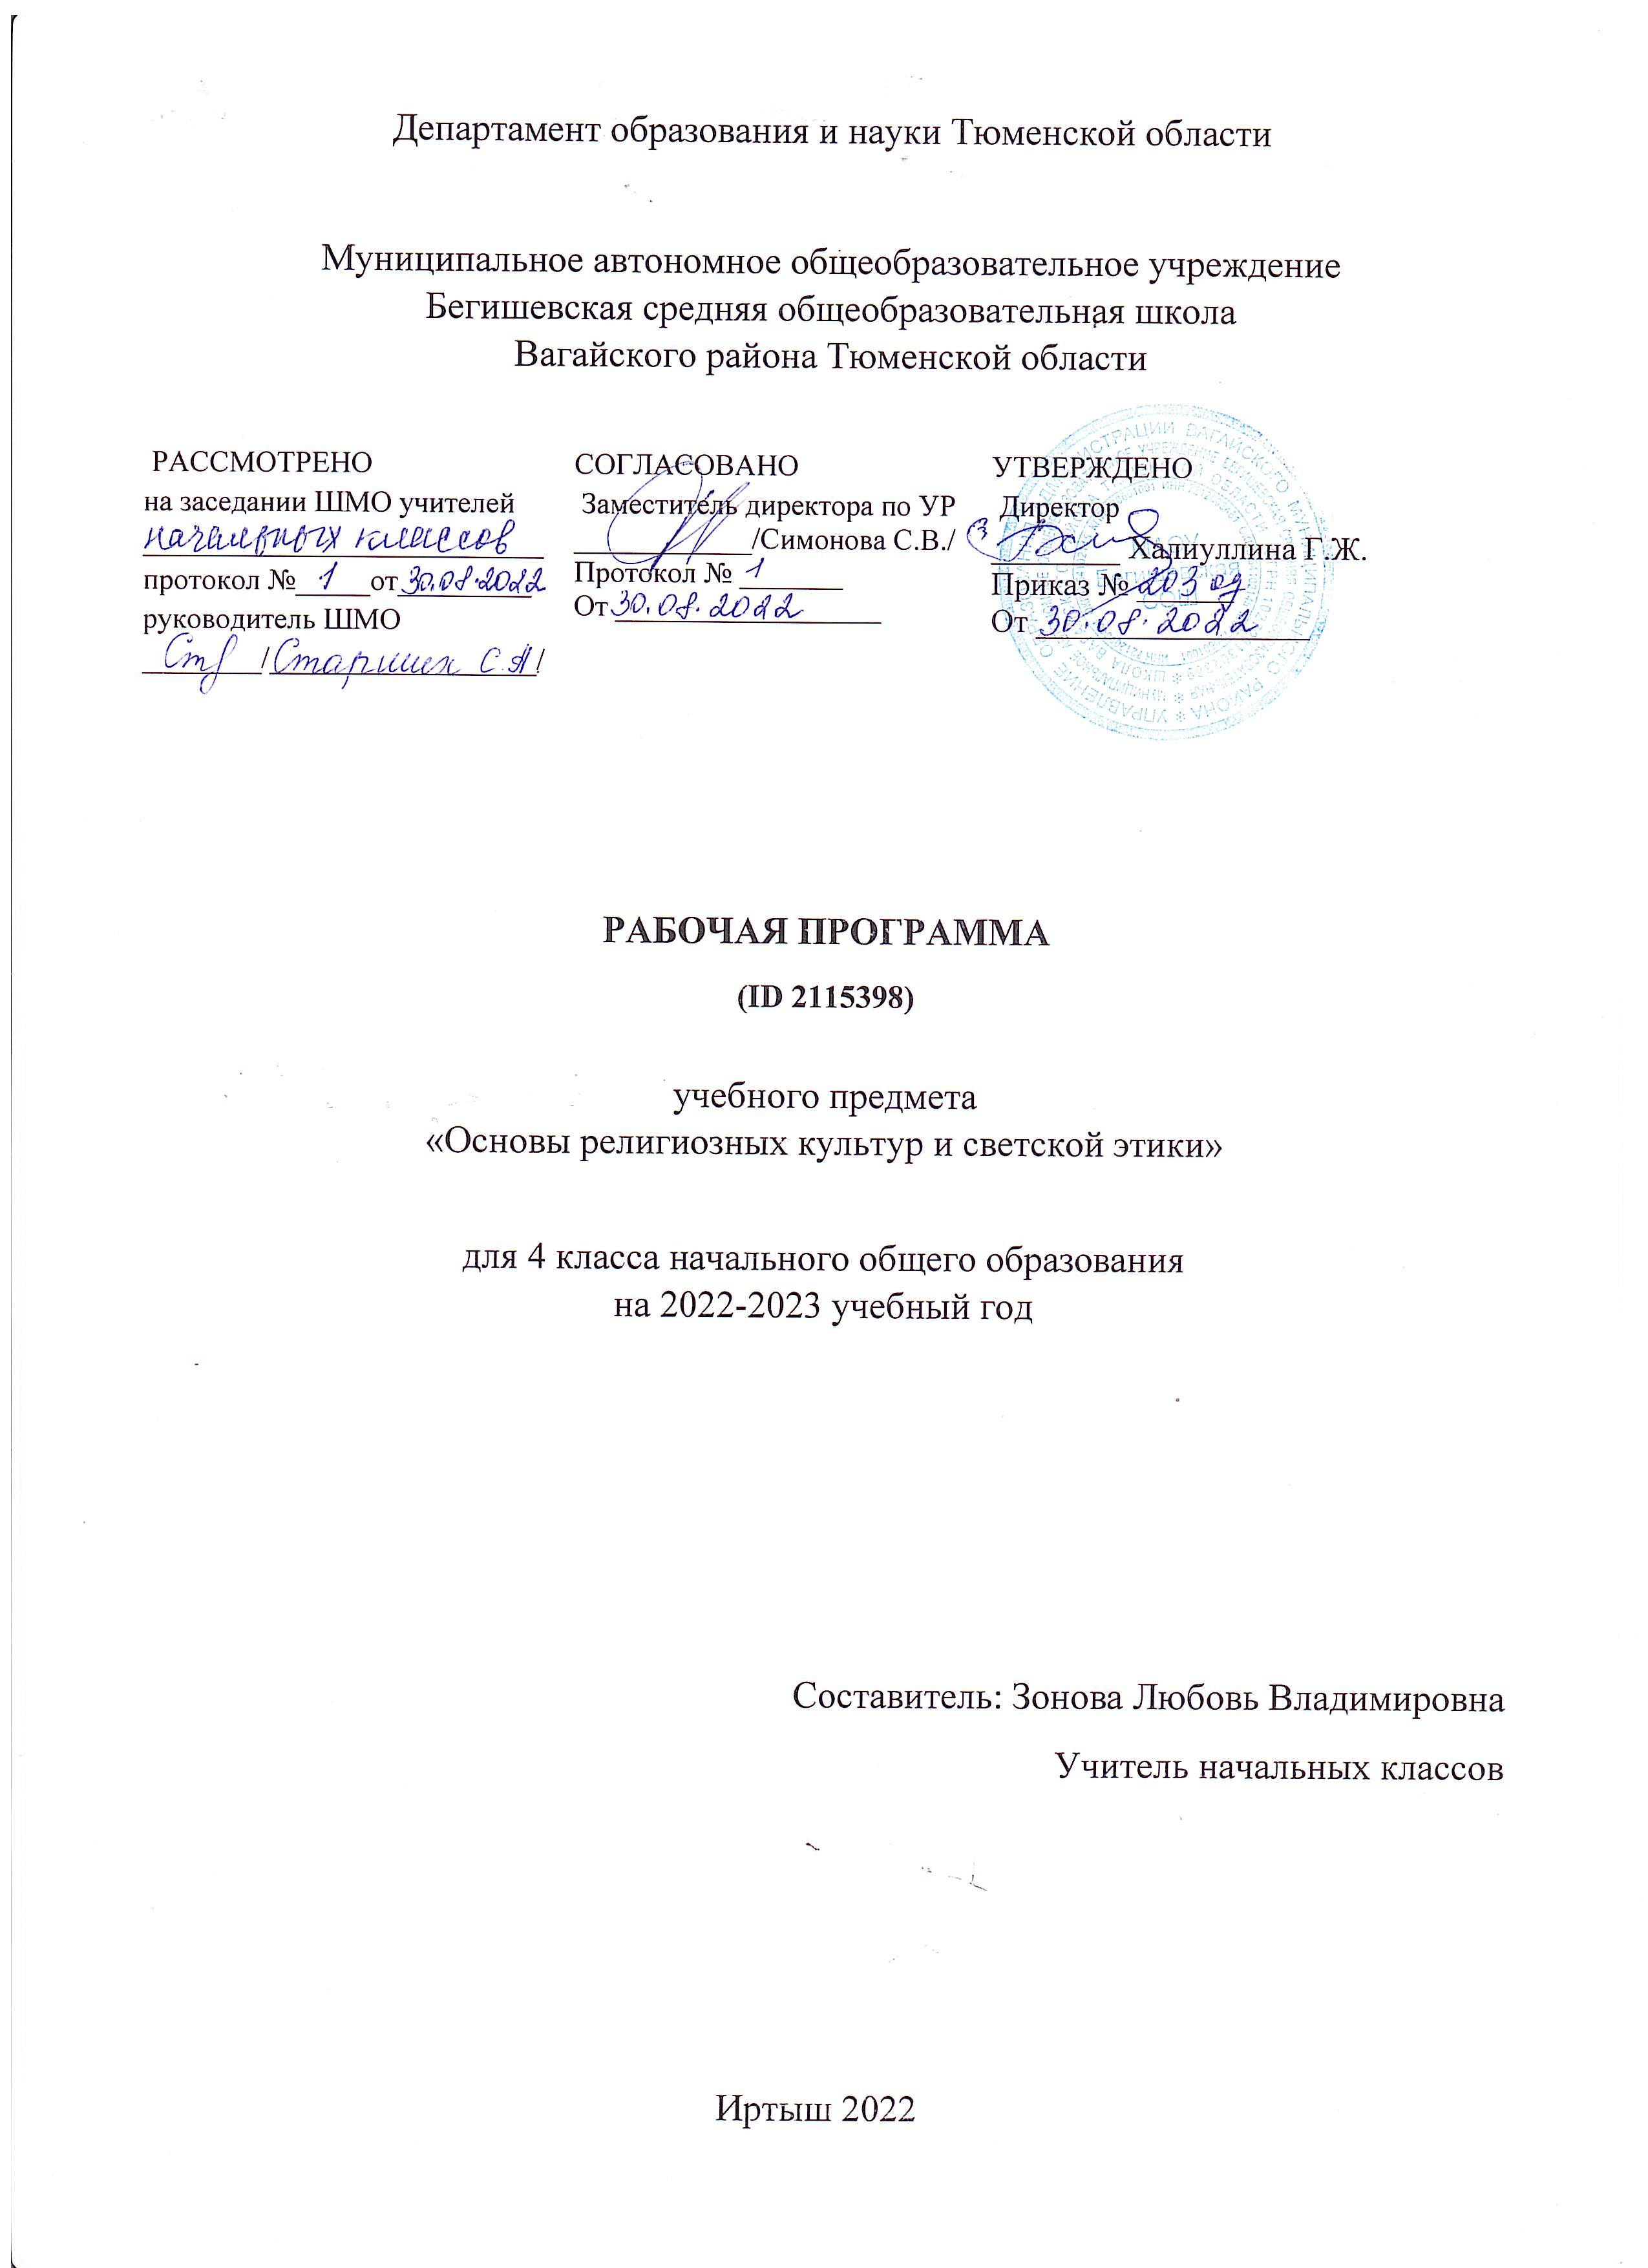 Департамент образования и науки Тюменской области
Муниципальное автономное общеобразовательное учреждение
Бегишевская средняя общеобразовательная школа
Вагайского района Тюменской области
РАССМОТРЕНО
на заседании ШМО учителей
начальных классов
протокол № 1 от 30.08.2022
руководитель ШМО
/Старших С.А/
СОГЛАСОВАНО
Заместитель директора по УР
/Симонова С.В./
Протокол № 1
От 30.08.2022
УТВЕРЖДЕНО
Директор
Халиуллина Г.Ж.
Приказ № 203 од
От 30.08.2022
РАБОЧАЯ ПРОГРАММА
(ID 2115398)
учебного предмета
«Основы религиозных культур и светской этики»
для 4 класса начального общего образования
на 2022-2023 учебный год
Составитель: Зонова Любовь Владимировна
Учитель начальных классов
Иртыш 2022